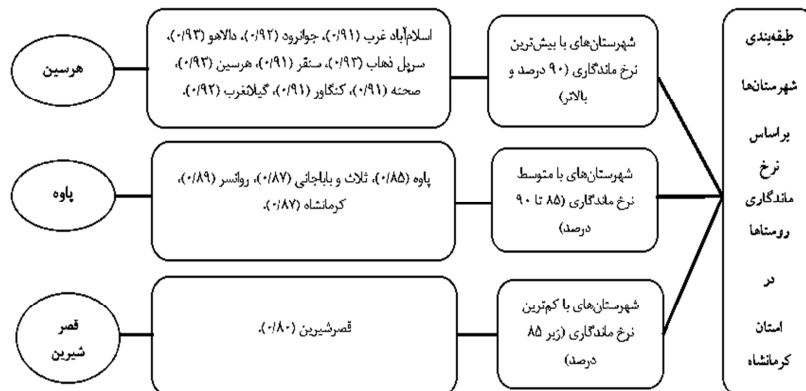 طبقه‌بندی
شهرستان‌ها
براساس
نرخ
ماندگاری
روستاها
در
استان
کرمانشاه
شهرستان‌های با بیش‌ترین
نرخ ماندگاری (۹۰ درصد و
بالاتر)
اسلام‌آباد غرب (۰/۹۱)، جوانرود (۰/۹۲)، دالاهو (۰/۹۳)،
سرپل ذهاب (۰/۹۳)، سنقر (۰/۹۱)، هرسین (۰/۹۳)،
صحنه (۰/۹۱)، کنگاور (۰/۹۱)، گیلانغرب (۰/۹۲).
هرسین
شهرستان‌های با متوسط
نرخ ماندگاری (۸۵ تا ۹۰
درصد)
پاوه (۰/۸۵)، ثلاث و باباجانی (۰/۸۷)، روانسر (۰/۸۹)،
کرمانشاه (۰/۸۷).
پاوه
شهرستان‌های با کم‌ترین
نرخ ماندگاری (زیر ۸۵
درصد)
قصرشیرین (۰/۸۰).
قصر
شیرین